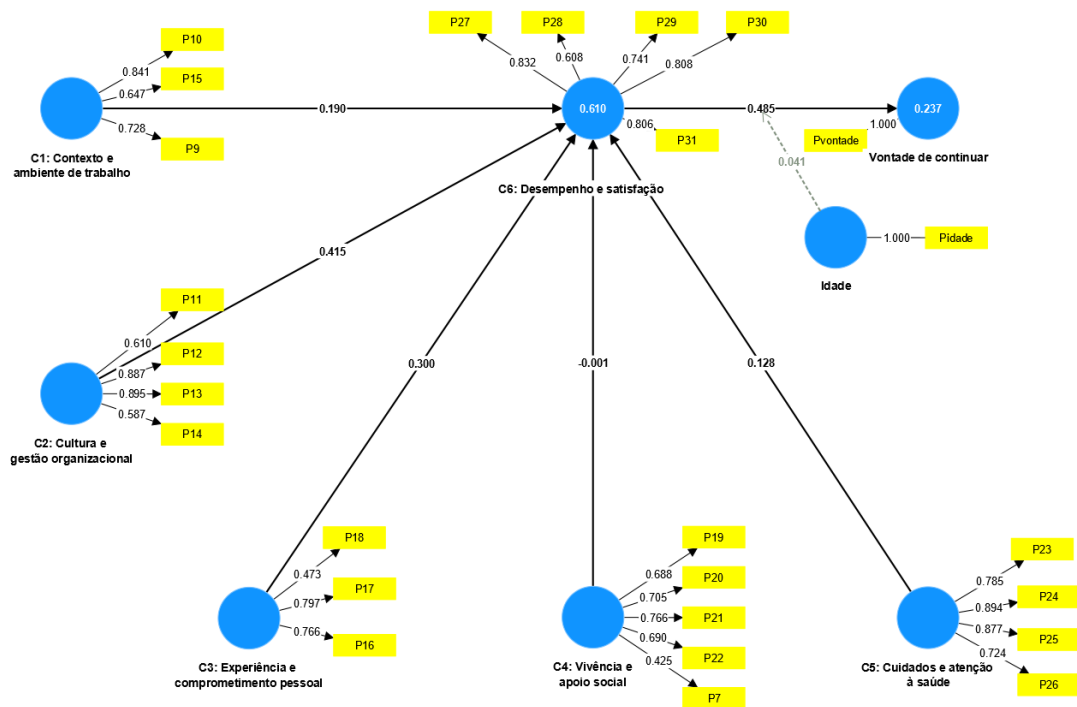 P27
P28
P29
P30
0.832
0.608
0.741
0.808
P10
P15
P9
0.841
0.647
0.728
C1: Contexto e
ambiente de trabalho
0.190
0.610
0.806
P31
C6: Desempenho e satisfação
0.485
0.237
1.000
Pvontade
Vontade de continuar
0.041
1.000
Pidade
Idade
0.415
P11
P12
P13
P14
0.610
0.887
0.895
0.587
C2: Cultura e
gestão organizacional
0.300
-0.001
0.128
P18
P17
P16
0.473
0.797
0.766
C3: Experiência e
comprometimento pessoal
P19
P20
P21
P22
P7
0.688
0.705
0.766
0.690
0.425
C4: Vivência e
apoio social
P23
P24
P25
P26
0.785
0.894
0.877
0.724
C5: Cuidados e atenção
à saúde